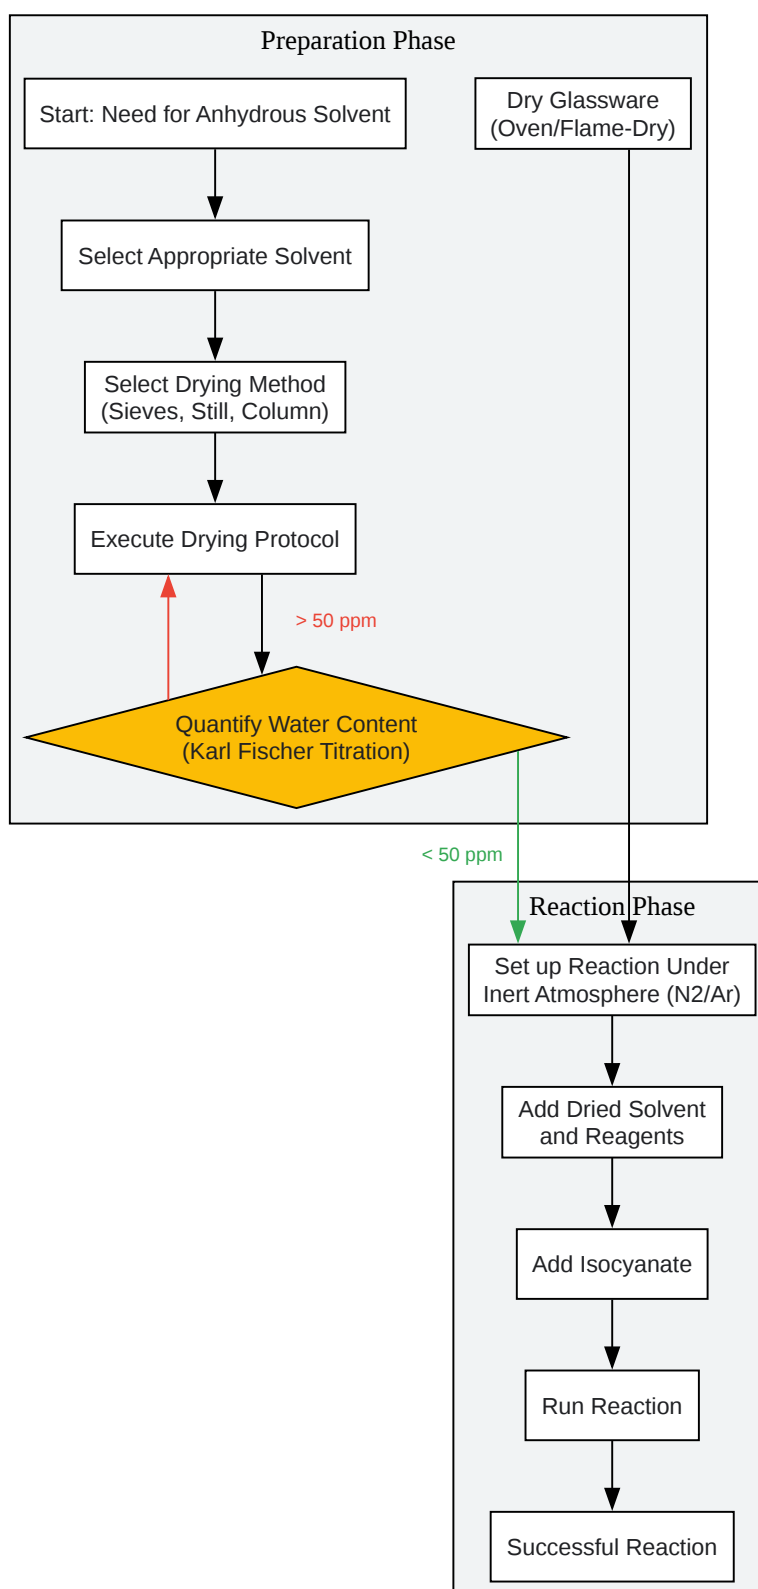 Preparation Phase
Start: Need for Anhydrous Solvent
Dry Glassware
(Oven/Flame-Dry)
Select Appropriate Solvent
Select Drying Method
(Sieves, Still, Column)
Execute Drying Protocol
> 50 ppm
Quantify Water Content
(Karl Fischer Titration)
< 50 ppm
Reaction Phase
Set up Reaction Under
Inert Atmosphere (N2/Ar)
Add Dried Solvent
and Reagents
Add Isocyanate
Run Reaction
Successful Reaction